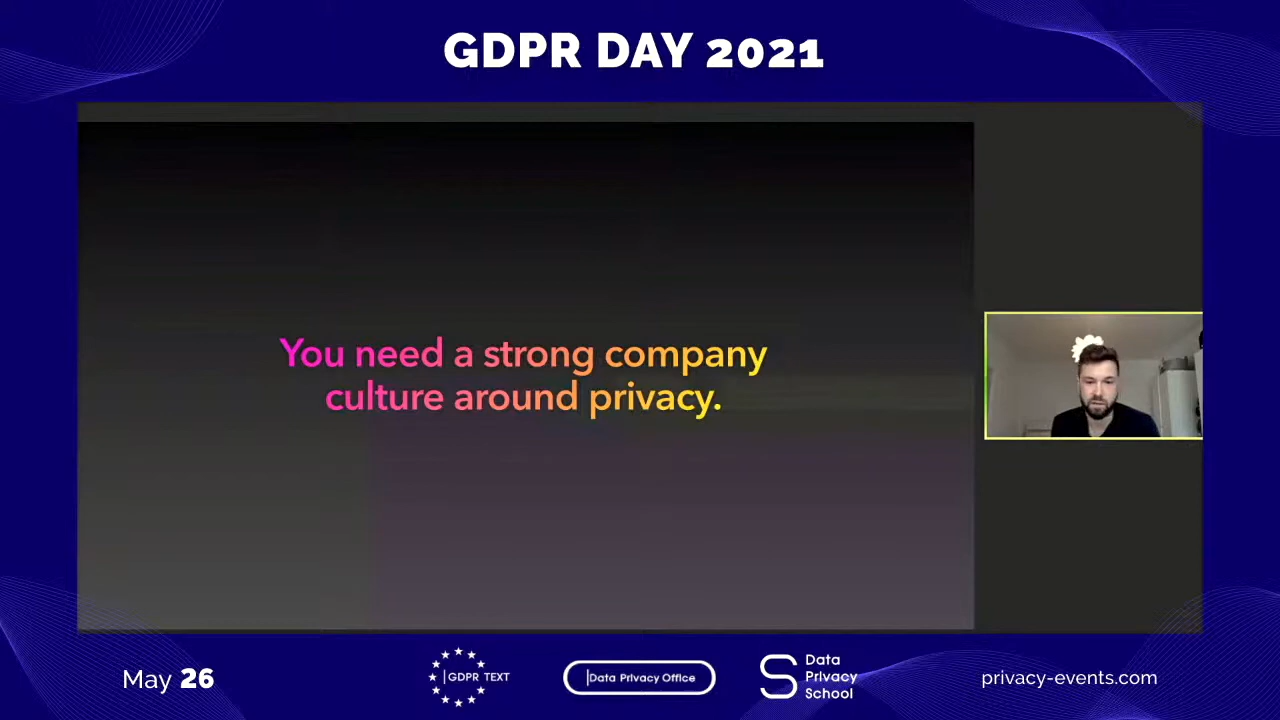 GDPR DAY 2021
You need a strong company
culture around privacy.
May 26
GDPR TEXT
Data Privacy Office
Data
Privacy
School
privacy-events.com